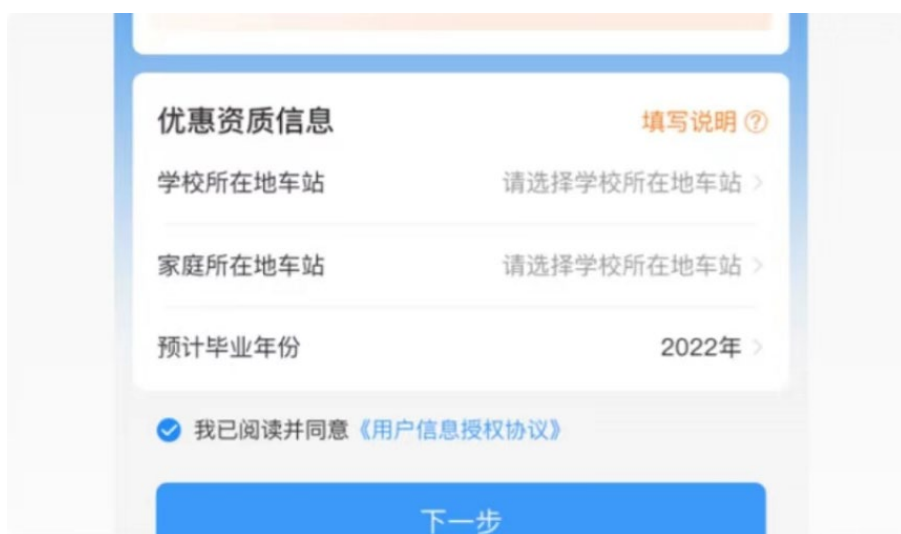 优惠资质信息 填写说明 ?
学校所在地车站 请选择学校所在地车站 >
家庭所在地车站 请选择学校所在地车站 >
预计毕业年份 2022年 >
我已阅读并同意《用户信息授权协议》
下一步